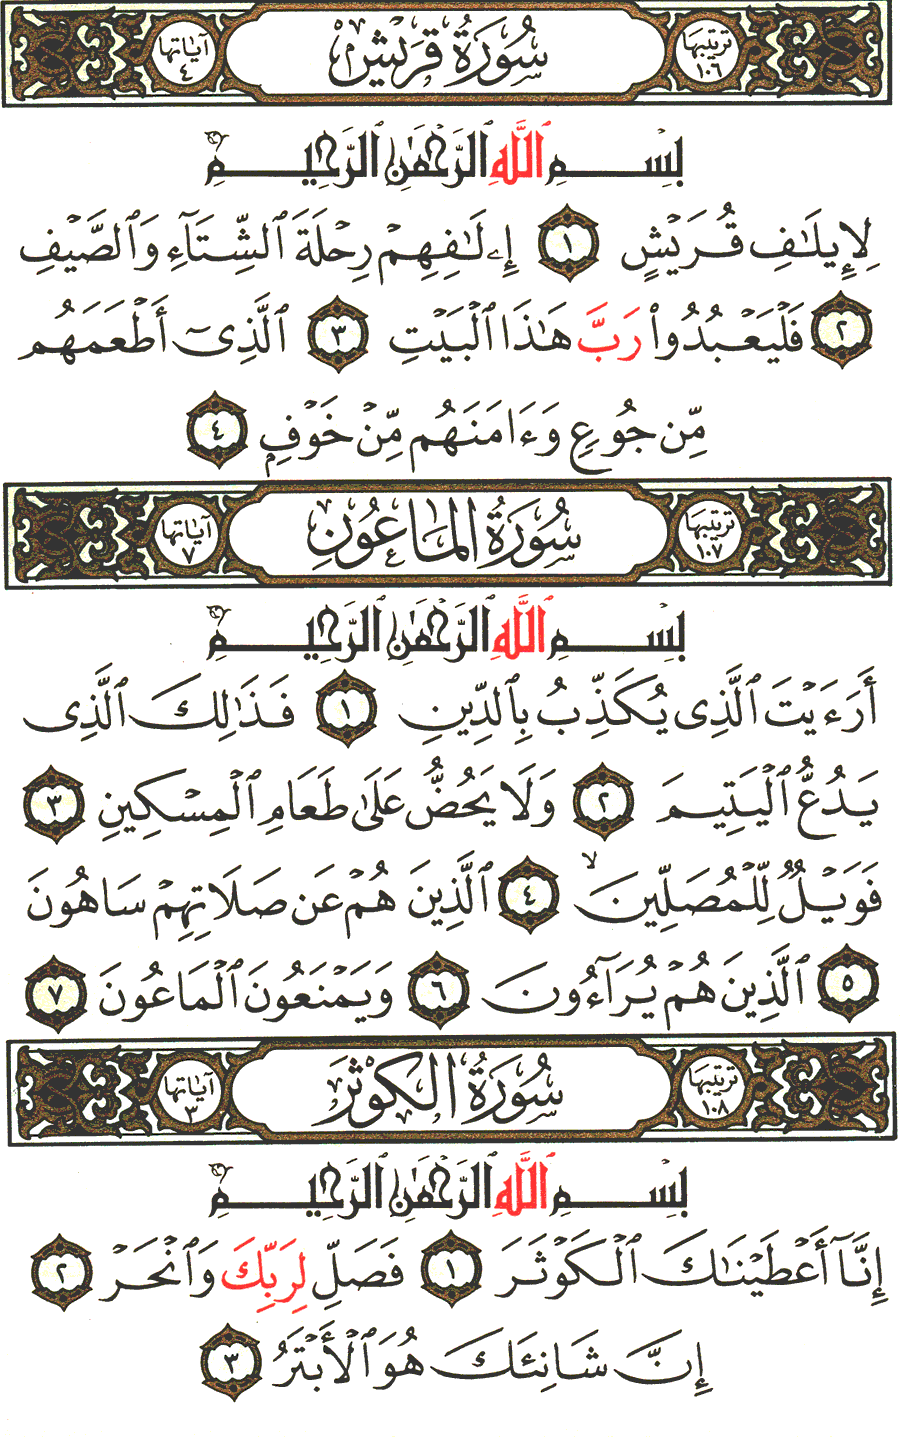 ترتيبها ١٠٦ سُورَةُ قُرَيْشٍ آياتها ٤
بِسْمِ ٱللَّهِ ٱلرَّحْمَٰنِ ٱلرَّحِيمِ
لِإِيلَٰفِ قُرَيْشٍ ١ إِۦلَٰفِهِمْ رِحْلَةَ ٱلشِّتَآءِ وَٱلصَّيْفِ
٢ فَلْيَعْبُدُوا۟ رَبَّ هَٰذَا ٱلْبَيْتِ ٣ ٱلَّذِىٓ أَطْعَمَهُم
مِّن جُوعٍ وَءَامَنَهُم مِّنْ خَوْفٍۭ ٤
ترتيبها ١٠٧ سُورَةُ المَاعُونِ آياتها ٧
بِسْمِ ٱللَّهِ ٱلرَّحْمَٰنِ ٱلرَّحِيمِ
أَرَءَيْتَ ٱلَّذِى يُكَذِّبُ بِٱلدِّينِ ١ فَذَٰلِكَ ٱلَّذِى
يَدُعُّ ٱلْيَتِيمَ ٢ وَلَا يَحُضُّ عَلَىٰ طَعَامِ ٱلْمِسْكِينِ ٣
فَوَيْلٌ لِّلْمُصَلِّينَ ۙ ٤ ٱلَّذِينَ هُمْ عَن صَلَاتِهِمْ سَاهُونَ
٥ ٱلَّذِينَ هُمْ يُرَآءُونَ ٦ وَيَمْنَعُونَ ٱلْمَاعُونَ ٧
ترتيبها ١٠٨ سُورَةُ الكَوْثَرِ آياتها ٣
بِسْمِ ٱللَّهِ ٱلرَّحْمَٰنِ ٱلرَّحِيمِ
إِنَّآ أَعْطَيْنَٰكَ ٱلْكَوْثَرَ ١ فَصَلِّ لِرَبِّكَ وَٱنْحَرْ ٢
إِنَّ شَانِئَكَ هُوَ ٱلْأَبْتَرُ ٣